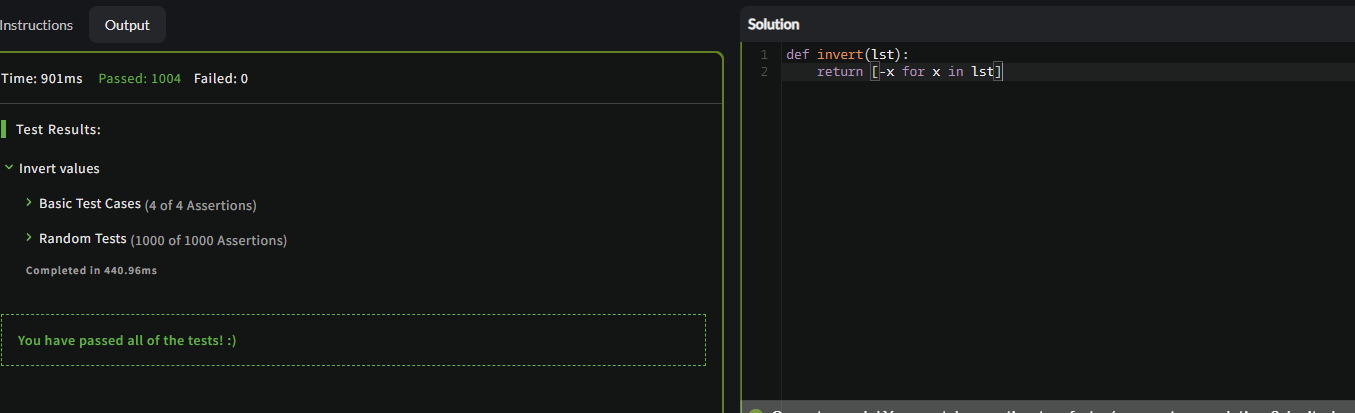 Instructions Output
Time: 901ms Passed: 1004 Failed: 0
Test Results:
Invert values
Basic Test Cases (4 of 4 Assertions)
Random Tests (1000 of 1000 Assertions)
Completed in 440.96ms
You have passed all of the tests! :)
Solution
1 def invert(lst):
2 return [-x for x in lst]